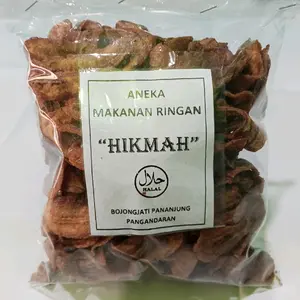 ANEKA
MAKANAN RINGAN
“HIKMAH”
حلال
HALAL
BOJONGJATI PANANJUNG
PANGANDARAN